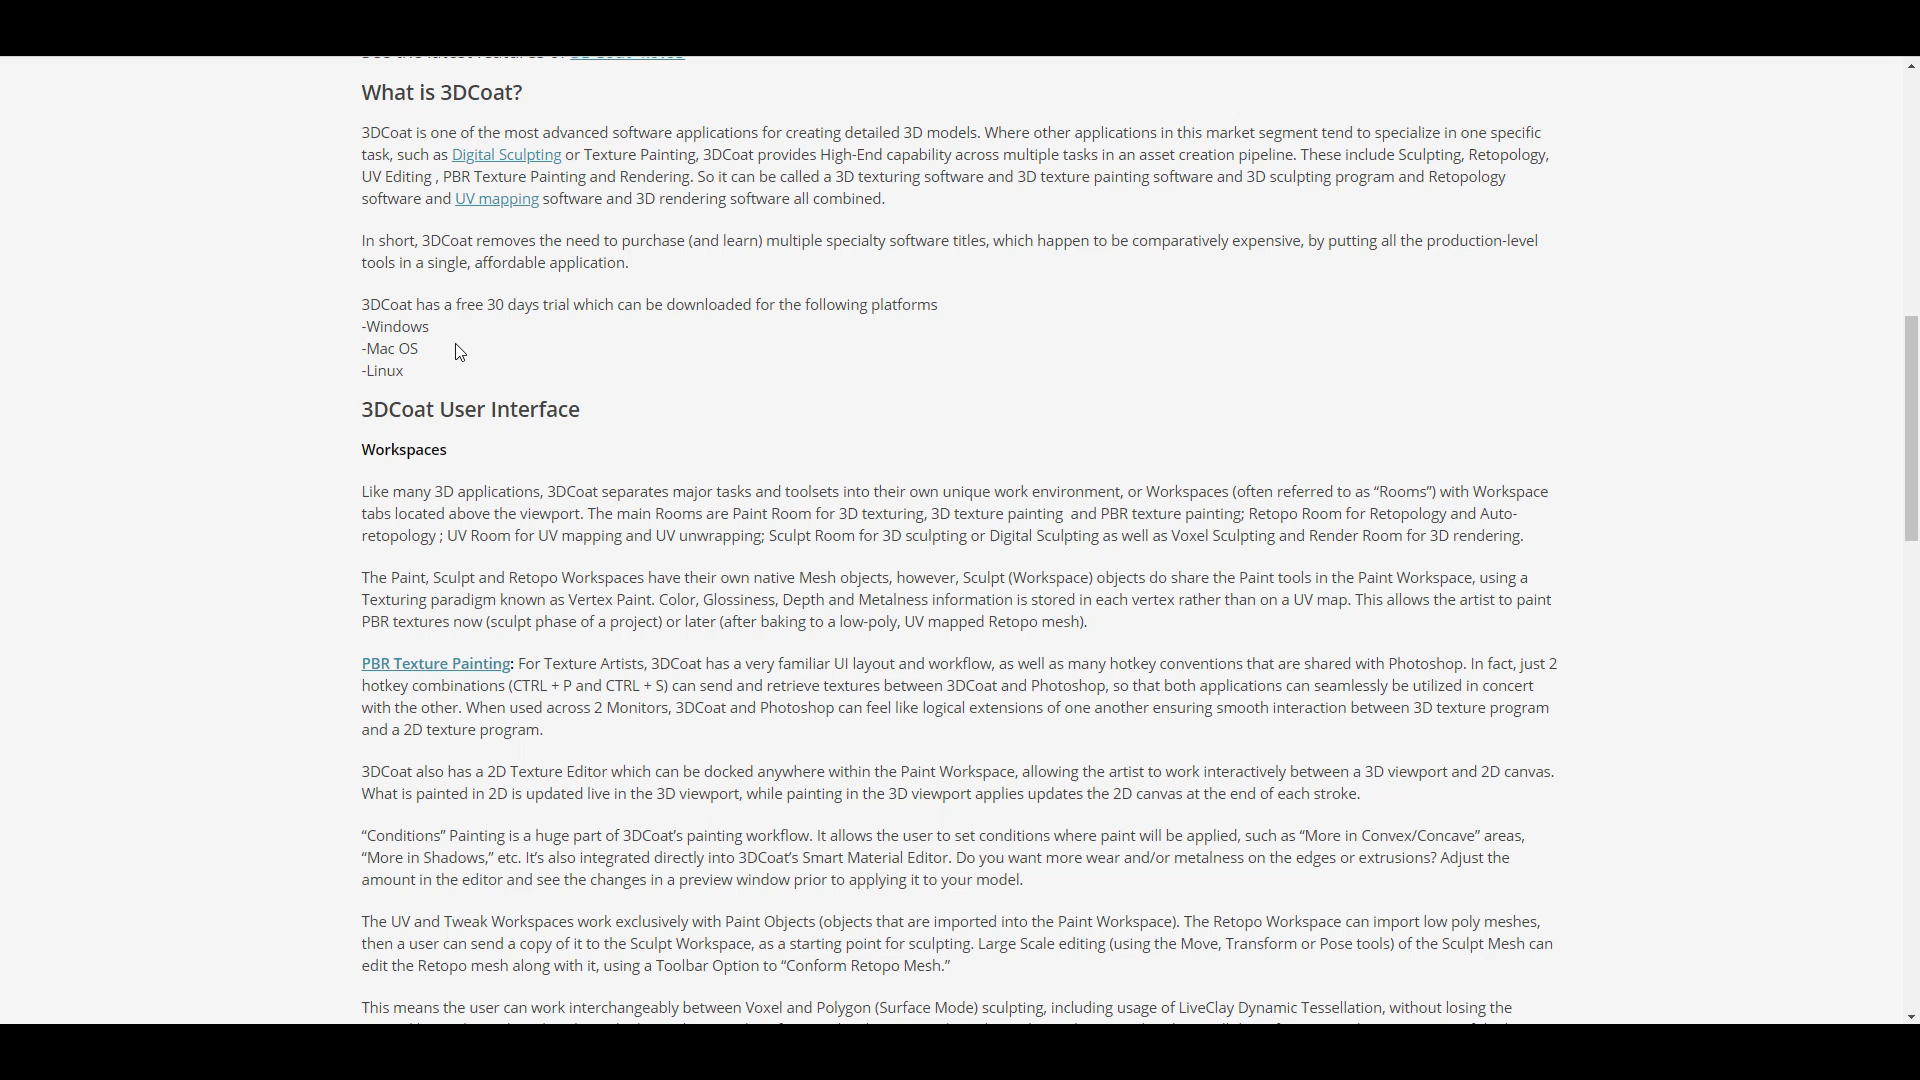 What is 3DCoat?
3DCoat is one of the most advanced software applications for creating detailed 3D models. Where other applications in this market segment tend to specialize in one specific
task, such as Digital Sculpting or Texture Painting, 3DCoat provides High-End capability across multiple tasks in an asset creation pipeline. These include Sculpting, Retopology,
UV Editing , PBR Texture Painting and Rendering. So it can be called a 3D texturing software and 3D texture painting software and 3D sculpting program and Retopology
software and UV mapping software and 3D rendering software all combined.
In short, 3DCoat removes the need to purchase (and learn) multiple specialty software titles, which happen to be comparatively expensive, by putting all the production-level
tools in a single, affordable application.
3DCoat has a free 30 days trial which can be downloaded for the following platforms
-Windows
-Mac OS
-Linux
3DCoat User Interface
Workspaces
Like many 3D applications, 3DCoat separates major tasks and toolsets into their own unique work environment, or Workspaces (often referred to as “Rooms”) with Workspace
tabs located above the viewport. The main Rooms are Paint Room for 3D texturing, 3D texture painting  and PBR texture painting; Retopo Room for Retopology and Auto-
retopology ; UV Room for UV mapping and UV unwrapping; Sculpt Room for 3D sculpting or Digital Sculpting as well as Voxel Sculpting and Render Room for 3D rendering.
The Paint, Sculpt and Retopo Workspaces have their own native Mesh objects, however, Sculpt (Workspace) objects do share the Paint tools in the Paint Workspace, using a
Texturing paradigm known as Vertex Paint. Color, Glossiness, Depth and Metalness information is stored in each vertex rather than on a UV map. This allows the artist to paint
PBR textures now (sculpt phase of a project) or later (after baking to a low-poly, UV mapped Retopo mesh).
PBR Texture Painting: For Texture Artists, 3DCoat has a very familiar UI layout and workflow, as well as many hotkey conventions that are shared with Photoshop. In fact, just 2
hotkey combinations (CTRL + P and CTRL + S) can send and retrieve textures between 3DCoat and Photoshop, so that both applications can seamlessly be utilized in concert
with the other. When used across 2 Monitors, 3DCoat and Photoshop can feel like logical extensions of one another ensuring smooth interaction between 3D texture program
and a 2D texture program.
3DCoat also has a 2D Texture Editor which can be docked anywhere within the Paint Workspace, allowing the artist to work interactively between a 3D viewport and 2D canvas.
What is painted in 2D is updated live in the 3D viewport, while painting in the 3D viewport applies updates the 2D canvas at the end of each stroke.
“Conditions” Painting is a huge part of 3DCoat’s painting workflow. It allows the user to set conditions where paint will be applied, such as “More in Convex/Concave” areas,
“More in Shadows,” etc. It’s also integrated directly into 3DCoat’s Smart Material Editor. Do you want more wear and/or metalness on the edges or extrusions? Adjust the
amount in the editor and see the changes in a preview window prior to applying it to your model.
The UV and Tweak Workspaces work exclusively with Paint Objects (objects that are imported into the Paint Workspace). The Retopo Workspace can import low poly meshes,
then a user can send a copy of it to the Sculpt Workspace, as a starting point for sculpting. Large Scale editing (using the Move, Transform or Pose tools) of the Sculpt Mesh can
edit the Retopo mesh along with it, using a Toolbar Option to “Conform Retopo Mesh.”
This means the user can work interchangeably between Voxel and Polygon (Surface Mode) sculpting, including usage of LiveClay Dynamic Tessellation, without losing the